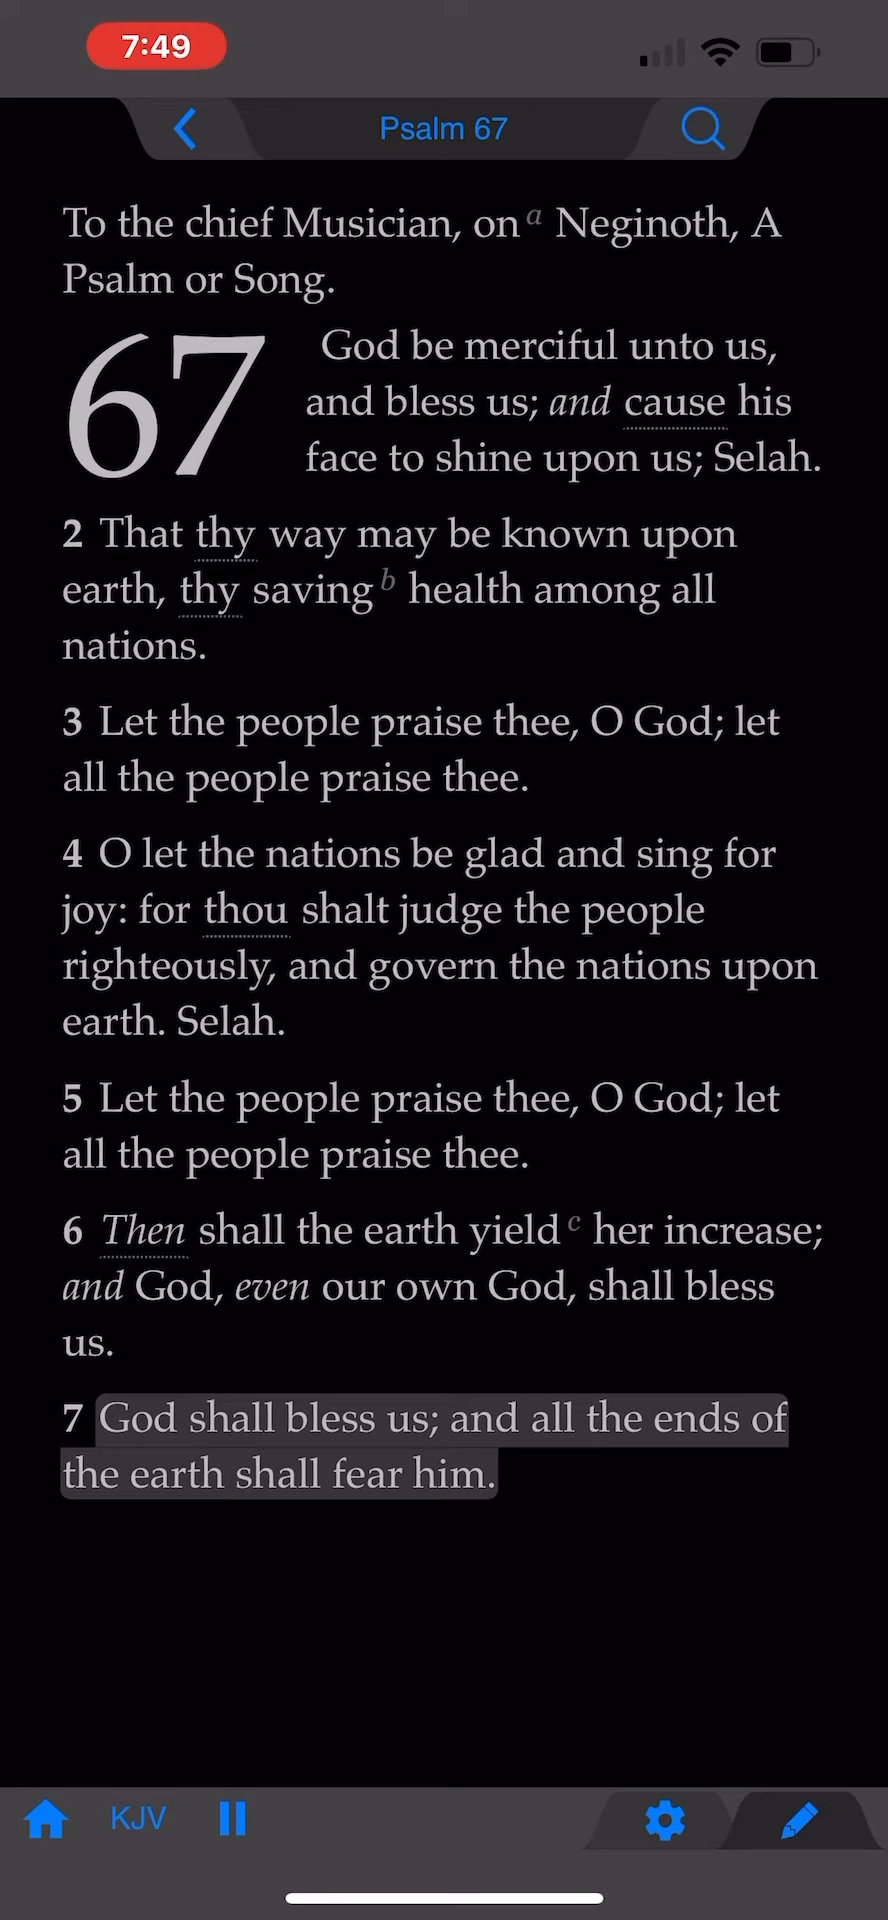 7:49
Psalm 67
To the chief Musician, on a Neginoth, A
Psalm or Song.
67 God be merciful unto us,
and bless us; and cause his
face to shine upon us; Selah.
2 That thy way may be known upon
earth, thy saving b health among all
nations.
3 Let the people praise thee, O God; let
all the people praise thee.
4 O let the nations be glad and sing for
joy: for thou shalt judge the people
righteously, and govern the nations upon
earth. Selah.
5 Let the people praise thee, O God; let
all the people praise thee.
6 Then shall the earth yield c her increase;
and God, even our own God, shall bless
us.
7 God shall bless us; and all the ends of
the earth shall fear him.
KJV